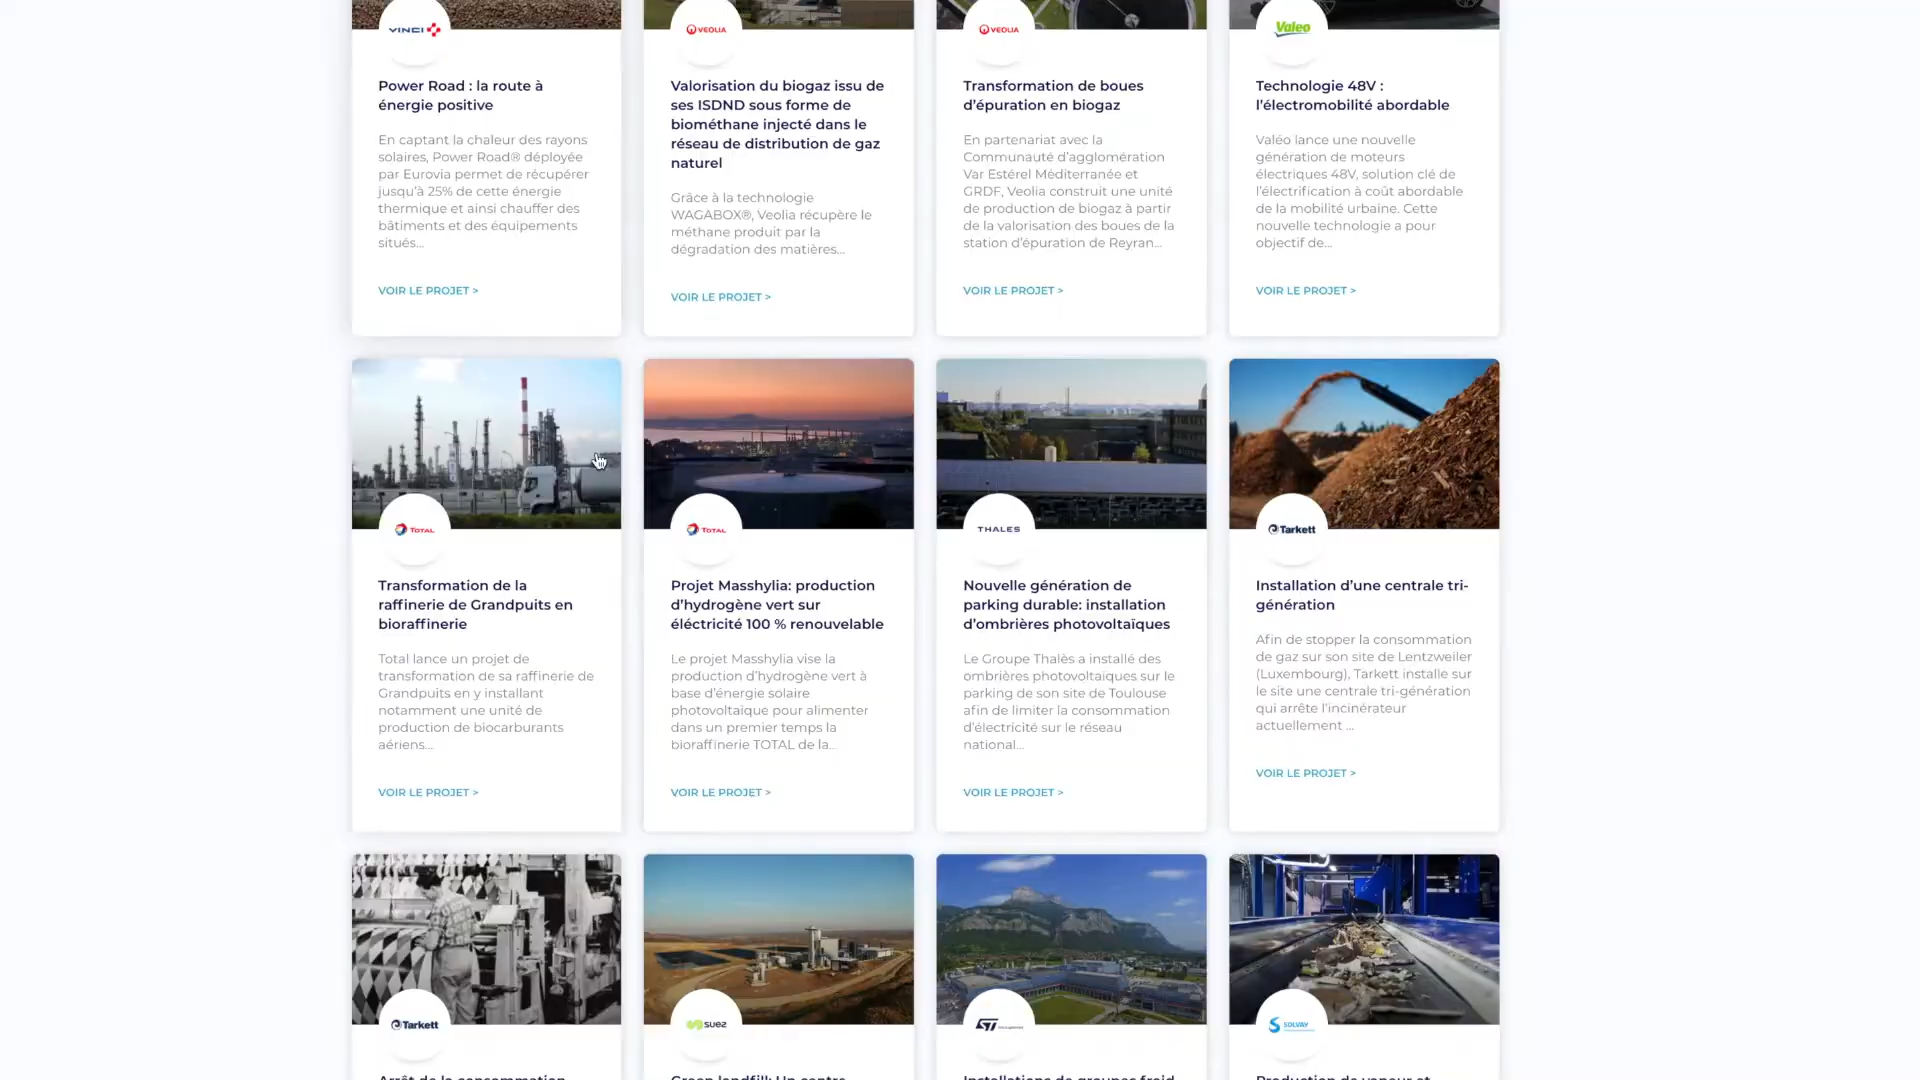 VINCI
VEOLIA
VEOLIA
Valeo
Power Road : la route à
énergie positive
En captant la chaleur des rayons
solaires, Power Road® déployée
par Eurovia permet de récupérer
jusqu'à 25% de cette énergie
thermique et ainsi chauffer des
bâtiments et des équipements
situés...
VOIR LE PROJET >
Valorisation du biogaz issu de
ses ISDND sous forme de
biométhane injecté dans le
réseau de distribution de gaz
naturel
Grâce à la technologie
WAGABOX®, Veolia récupère le
méthane produit par la
dégradation des matières...
VOIR LE PROJET >
Transformation de boues
d'épuration en biogaz
En partenariat avec la
Communauté d'agglomération
Var Estérel Méditerranée et
GRDF, Veolia construit une unité
de production de biogaz à partir
de la valorisation des boues de la
station d'épuration de Reyran...
VOIR LE PROJET >
Technologie 48V :
l'électromobilité abordable
Valéo lance une nouvelle
génération de moteurs
électriques 48V, solution clé de
l'électrification à coût abordable
de la mobilité urbaine. Cette
nouvelle technologie a pour
objectif de...
VOIR LE PROJET >
TOTAL
TOTAL
THALES
Tarkett
Transformation de la
raffinerie de Grandpuits en
bioraffinerie
Total lance un projet de
transformation de sa raffinerie de
Grandpuits en y installant
notamment une unité de
production de biocarburants
aériens...
VOIR LE PROJET >
Projet Masshylia: production
d'hydrogène vert sur
éléctricité 100 % renouvelable
Le projet Masshylia vise la
production d'hydrogène vert à
base d'énergie solaire
photovoltaïque pour alimenter
dans un premier temps la
bioraffinerie TOTAL de la...
VOIR LE PROJET >
Nouvelle génération de
parking durable: installation
d'ombrières photovoltaïques
Le Groupe Thalès a installé des
ombrières photovoltaiques sur le
parking de son site de Toulouse
afin de limiter la consommation
d'électricité sur le réseau
national...
VOIR LE PROJET >
Installation d'une centrale tri-
génération
Afin de stopper la consommation
de gaz sur son site de Lentzweiler
(Luxembourg), Tarkett installe sur
le site une centrale tri-génération
qui arrête l'incinérateur
actuellement ...
VOIR LE PROJET >
Tarkett
suez
ST
SOLVAY
Arrêt de la consommation
Green landfill: Un centre
Installations de groupes froid
Production de vapeur et